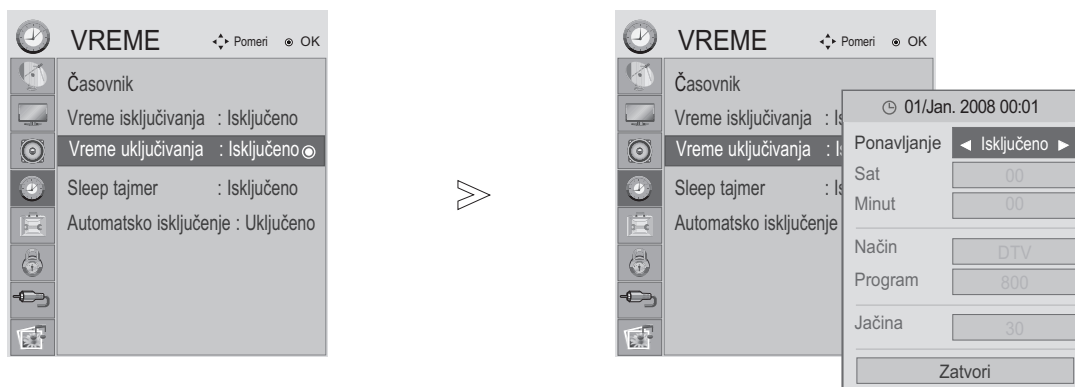 VREME Pomeri OK
Časovnik
Vreme isključivanja : Isključeno
Vreme uključivanja : Isključeno
Sleep tajmer : Isključeno
Automatsko isključenje : Uključeno
VREME Pomeri OK
Časovnik
Vreme isključivanja : Is
Vreme uključivanja : I
Sleep tajmer : Is
Automatsko isključenje
01/Jan. 2008 00:01
Ponavljanje ◄ Isključeno ►
Sat 00
Minut 00
Način DTV
Program 800
Jačina 30
Zatvori